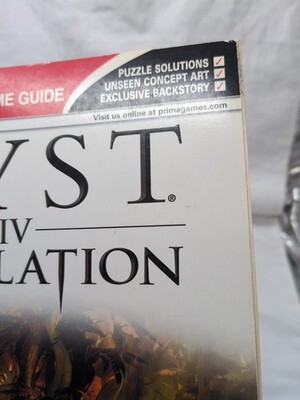 PUZZLE SOLUTIONS
UNSEEN CONCEPT ART
EXCLUSIVE BACKSTORY
ME GUIDE
Visit us online at primagames.com
YST®
IV
LATION